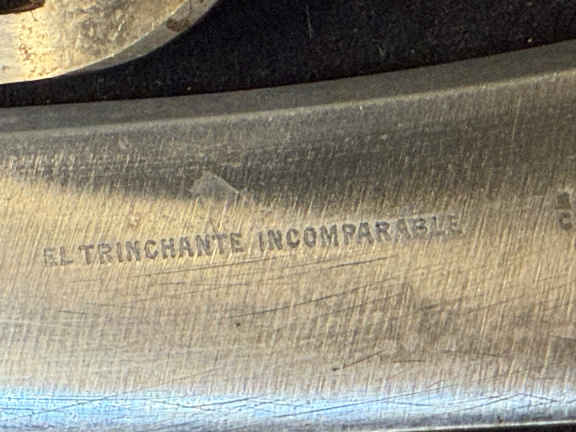 EL TRINCHANTE INCOMPARABLE